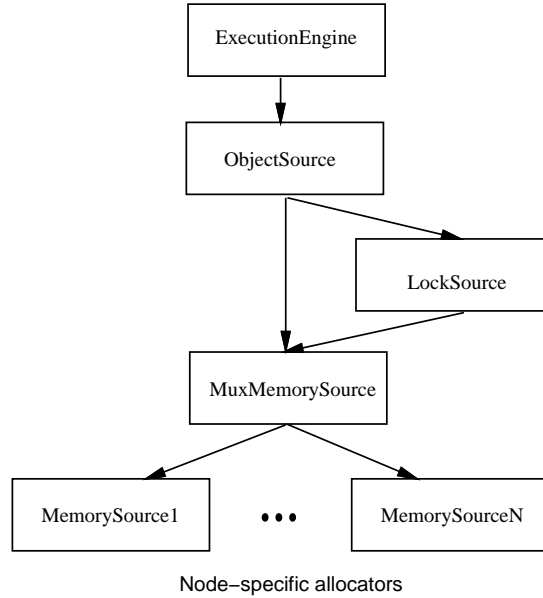 ExecutionEngine
ObjectSource
LockSource
MuxMemorySource
MemorySource1
MemorySourceN
Node−specific allocators